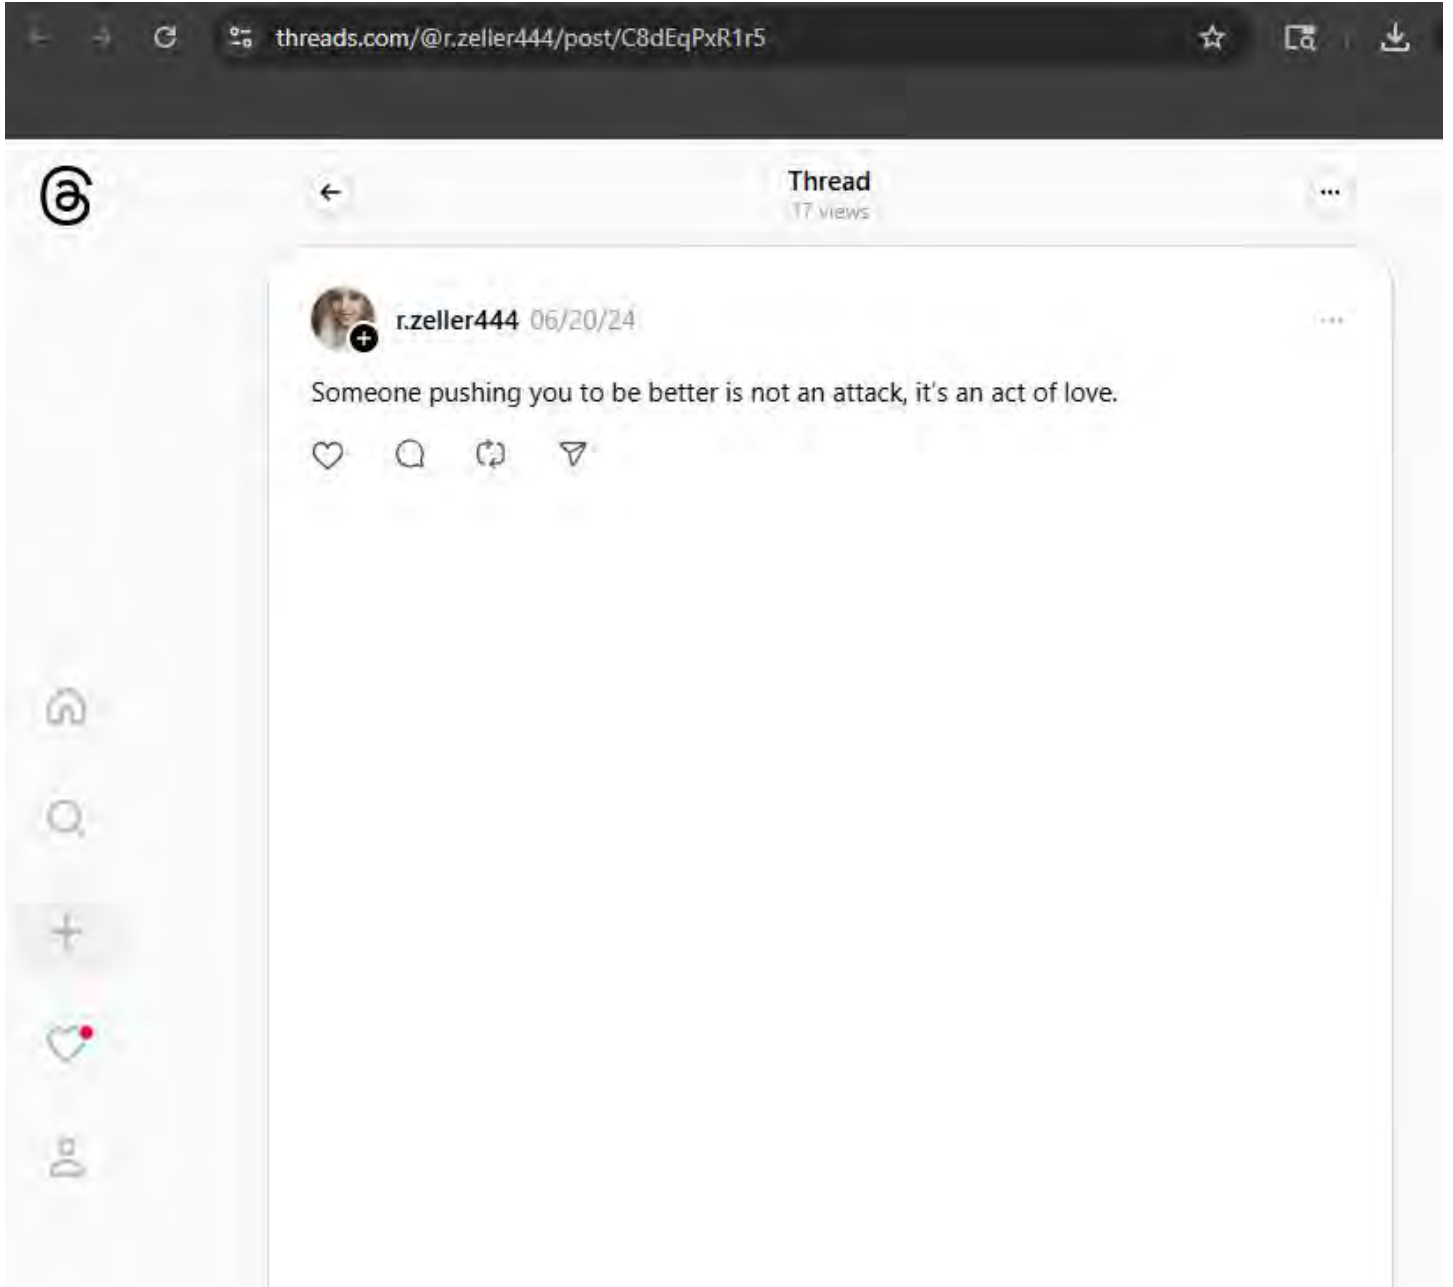 threads.com/@r.zeller444/post/C8dEqPxR1r5
Thread
17 views
r.zeller444 06/20/24
Someone pushing you to be better is not an attack, it's an act of love.